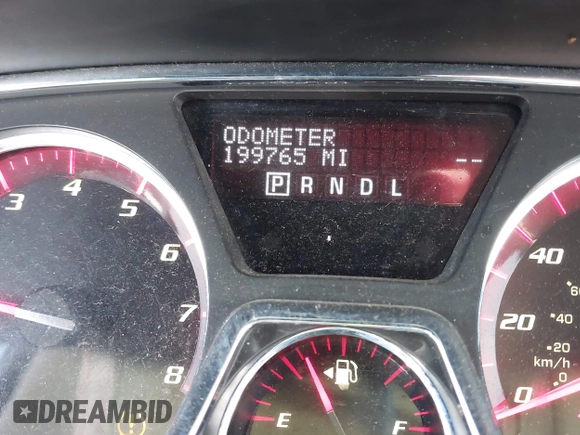 ODOMETER
199765 MI --
P R N D L
3 4 5 6 7 8
40
20
0
60
40
20
km/h
0
E F
DREAMBID